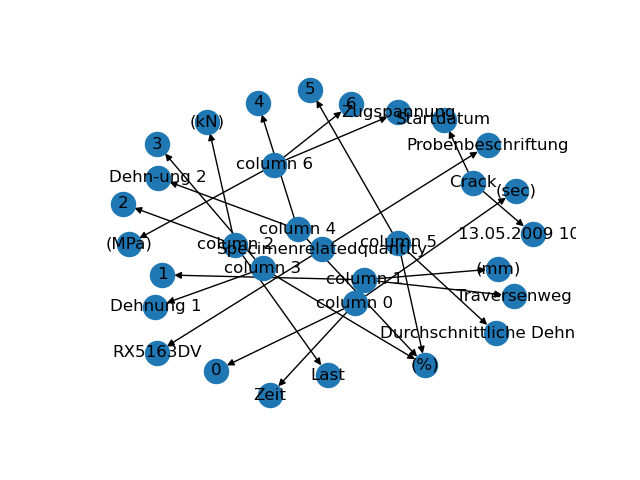 5
4
6
Zugspannung
Startdatum
(kN)
3
Probenbeschriftung
column 6
Dehn-ung 2
Crack
(sec)
2
column 4
13.05.2009 10
(MPa)
column 2
column 5
Specimenrelatedquantity
column 3
(mm)
1
column 1
Traversenweg
Dehnung 1
column 0
Durchschnittliche Dehn
RX5163DV
(%)
0
Last
Zeit